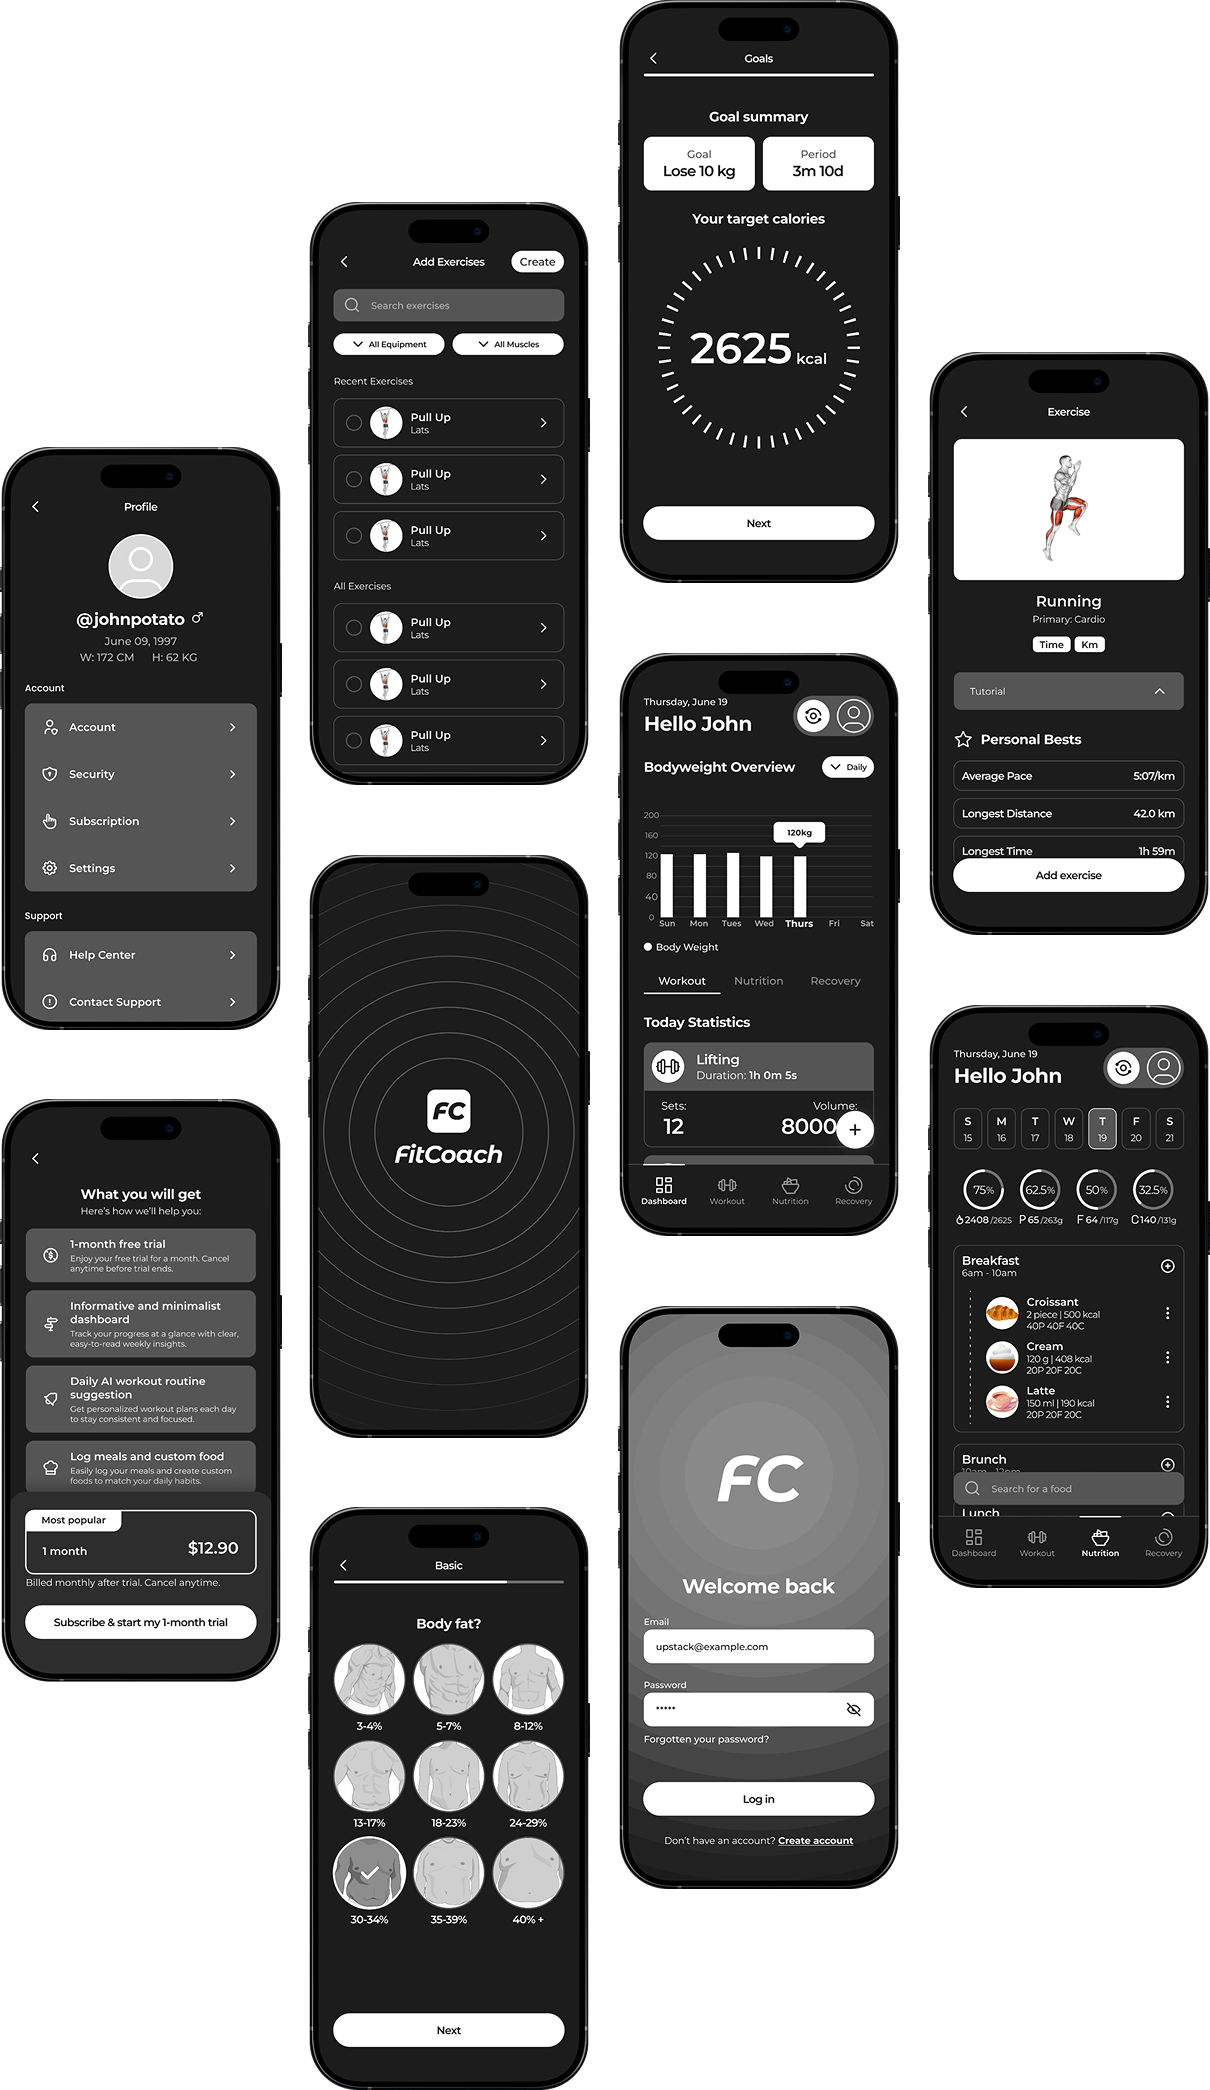 Profile
@johnpotato
June 09, 1997
W: 172 CM H: 62 KG
Account
Account
Security
Subscription
Settings
Support
Help Center
Contact Support
What you will get
Here's how we'll help you:
1-month free trial
Enjoy your free trial for a month. Cancel
anytime before trial ends.
Informative and minimalist
dashboard
Track your progress at a glance with clear,
easy-to-read weekly insights.
Daily AI workout routine
suggestion
Get personalized workout plans each day
to stay consistent and focused.
Log meals and custom food
Easily log your meals and create custom
foods to match your daily habits.
Most popular
1 month $12.90
Billed monthly after trial. Cancel anytime.
Subscribe & start my 1-month trial
Add Exercises Create
Search exercises
All Equipment All Muscles
Recent Exercises
Pull Up
Lats
Pull Up
Lats
Pull Up
Lats
All Exercises
Pull Up
Lats
Pull Up
Lats
Pull Up
Lats
FC
FitCoach
Basic
Body fat?
3-4% 5-7% 8-12%
13-17% 18-23% 24-29%
30-34% 35-39% 40% +
Next
Goals
Goal summary
Goal Period
Lose 10 kg 3m 10d
Your target calories
2625 kcal
Next
Thursday, June 19
Hello John
Bodyweight Overview Daily
200
160
120kg
120
80
40
0
Sun Mon Tues Wed Thurs Fri Sat
Body Weight
Workout Nutrition Recovery
Today Statistics
Lifting
Duration: 1h 0m 5s
Sets: Volume:
12 8000
Dashboard Workout Nutrition Recovery
FC
Welcome back
Email
upstack@example.com
Password
*****
Forgotten your password?
Log in
Don't have an account? Create account
Exercise
Running
Primary: Cardio
Time Km
Tutorial
Personal Bests
Average Pace 5:07/km
Longest Distance 42.0 km
Longest Time 1h 59m
Add exercise
Thursday, June 19
Hello John
S M T W T F S
15 16 17 18 19 20 21
75% 62.5% 50% 32.5%
2408/2625 P 65/263g F 64/117g C140/131g
Breakfast
6am - 10am
Croissant
2 piece | 500 kcal
40P 40F 40C
Cream
120 g | 408 kcal
20P 20F 20C
Latte
150 ml | 190 kcal
20P 20F 20C
Brunch
10am - 12pm
Search for a food
Lunch
Dashboard Workout Nutrition Recovery